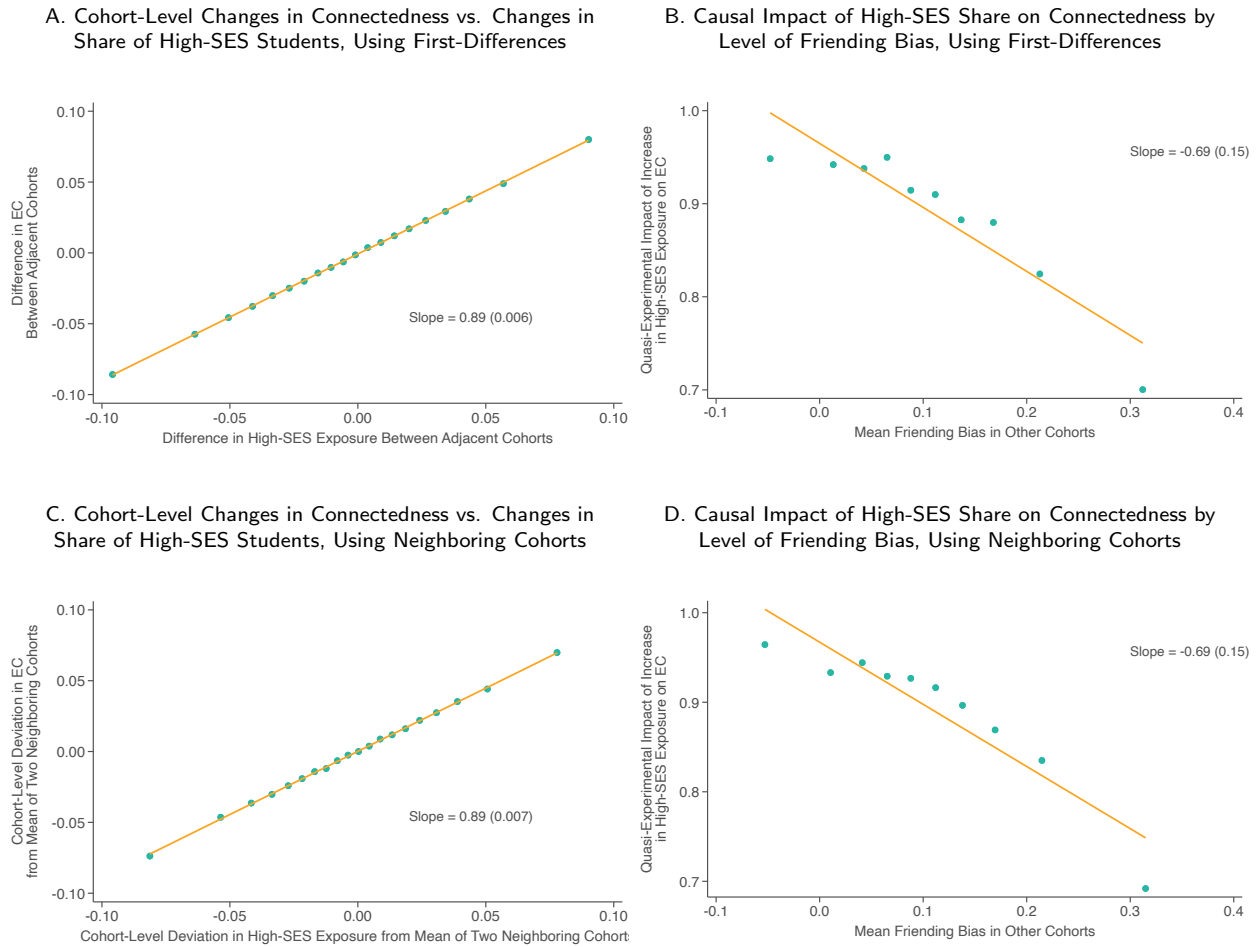 A. Cohort-Level Changes in Connectedness vs. Changes in
Share of High-SES Students, Using First-Differences
Difference in EC
Between Adjacent Cohorts
0.10
0.05
0.00
-0.05
-0.10
Slope = 0.89 (0.006)
-0.10
-0.05
0.00
0.05
0.10
Difference in High-SES Exposure Between Adjacent Cohorts
B. Causal Impact of High-SES Share on Connectedness by
Level of Friending Bias, Using First-Differences
Quasi-Experimental Impact of Increase
in High-SES Exposure on EC
1.0
0.9
0.8
0.7
Slope = -0.69 (0.15)
-0.1
0.0
0.1
0.2
0.3
0.4
Mean Friending Bias in Other Cohorts
C. Cohort-Level Changes in Connectedness vs. Changes in
Share of High-SES Students, Using Neighboring Cohorts
Cohort-Level Deviation in EC
from Mean of Two Neighboring Cohorts
0.10
0.05
0.00
-0.05
-0.10
Slope = 0.89 (0.007)
-0.10
-0.05
0.00
0.05
0.10
Cohort-Level Deviation in High-SES Exposure from Mean of Two Neighboring Cohort
D. Causal Impact of High-SES Share on Connectedness by
Level of Friending Bias, Using Neighboring Cohorts
Quasi-Experimental Impact of Increase
in High-SES Exposure on EC
1.0
0.9
0.8
0.7
Slope = -0.69 (0.15)
-0.1
0.0
0.1
0.2
0.3
0.4
Mean Friending Bias in Other Cohorts